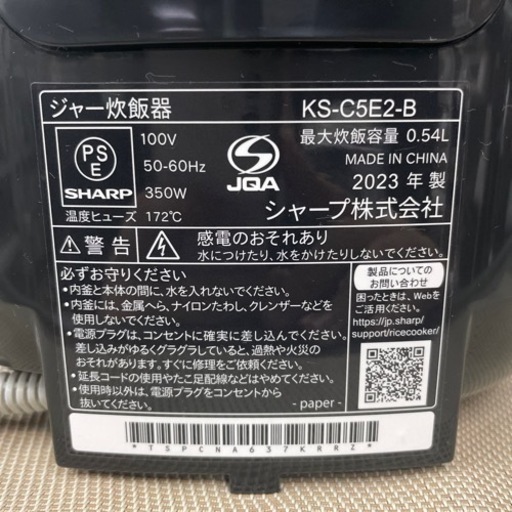 ジャー炊飯器 KS-C5E2-B
PS E
SHARP
100V
50-60Hz
350W
温度ヒューズ 172℃
JQA
最大炊飯容量 0.54L
MADE IN CHINA
2023 年 製
シャープ株式会社
警 告
感電のおそれあり
水につけたり、水をかけたりしないでください。
必ずお守りください
•内釜と本体の間に、水を入れないでください。
•内釜には、金属へら、ナイロンたわし、クレンザーなどを
使用しないでください。
•電源プラグは、コンセントに確実に差し込んでください。
差し込みがゆるくグラグラしていると、過熱や火災の
おそれがあります。すぐに修理をご依頼ください。
•延長コードの使用やたこ足配線などはやめてください。
•使用時以外は、電源プラグをコンセントから
抜いてください。
- paper -
製品についての
お問い合わせ
困ったときは、Webを
ご活用ください。
https://jp.sharp/
support/ricecooker/
*TSPCNA637KRRZ*